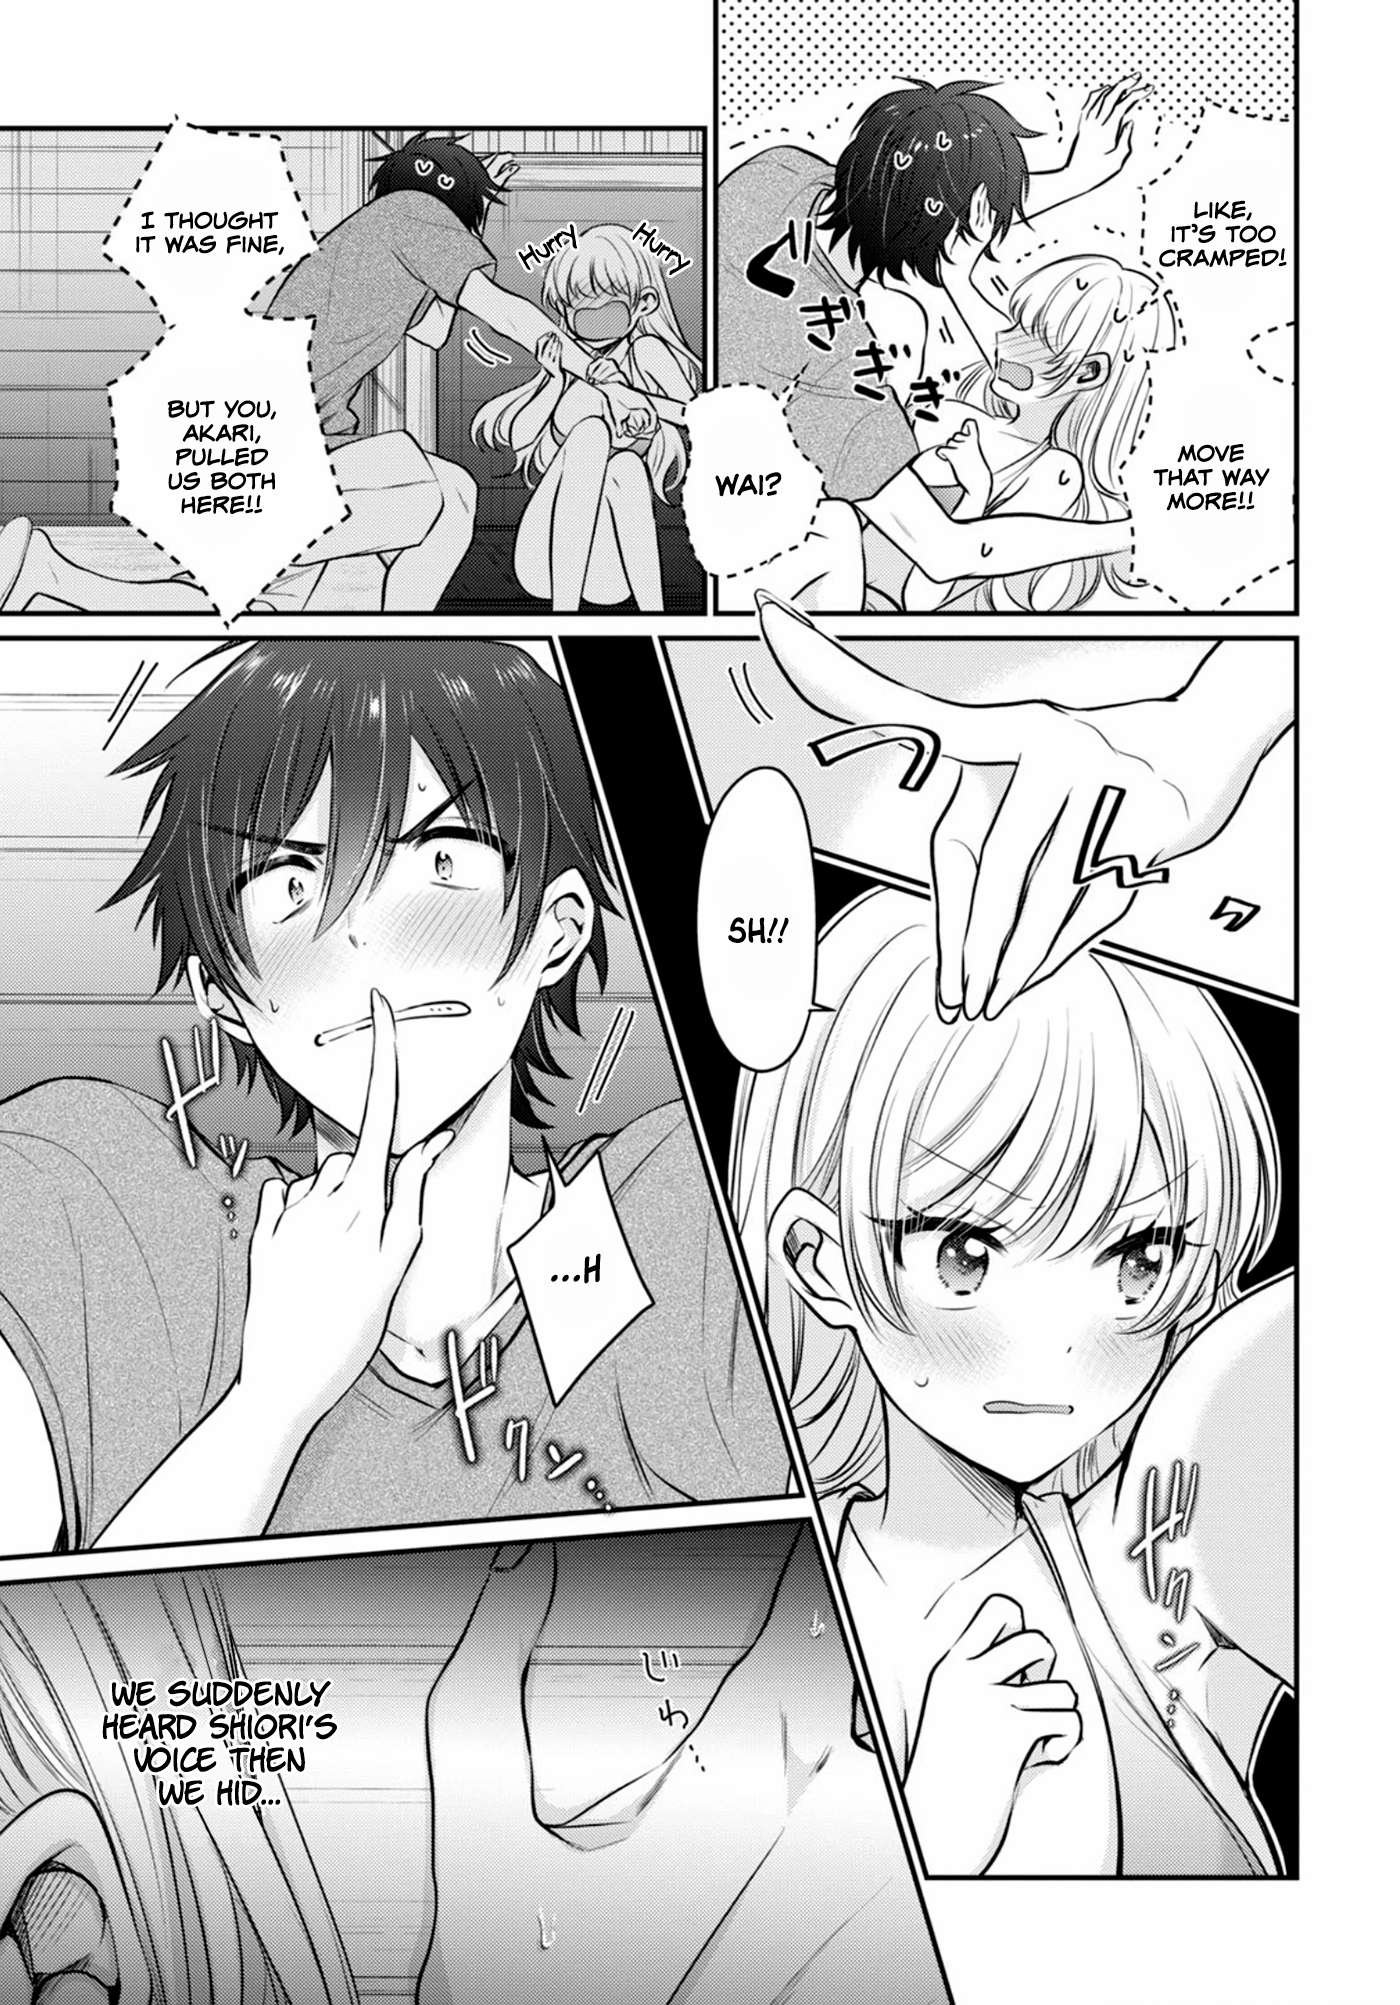 LIKE,
IT'S TOO
CRAMPED!
MOVE
THAT WAY
MORE!!
WAI?
ぐ
ぎぎぎ
Hurry
Hurry
I THOUGHT
IT WAS FINE,
BUT YOU,
AKARI,
PULLED
US BOTH
HERE!!
つん
SH!!
ドキン…
ドド…
...H
ドクン…
WE SUDDENLY
HEARD SHIORI'S
VOICE THEN
WE HID...
じわ…